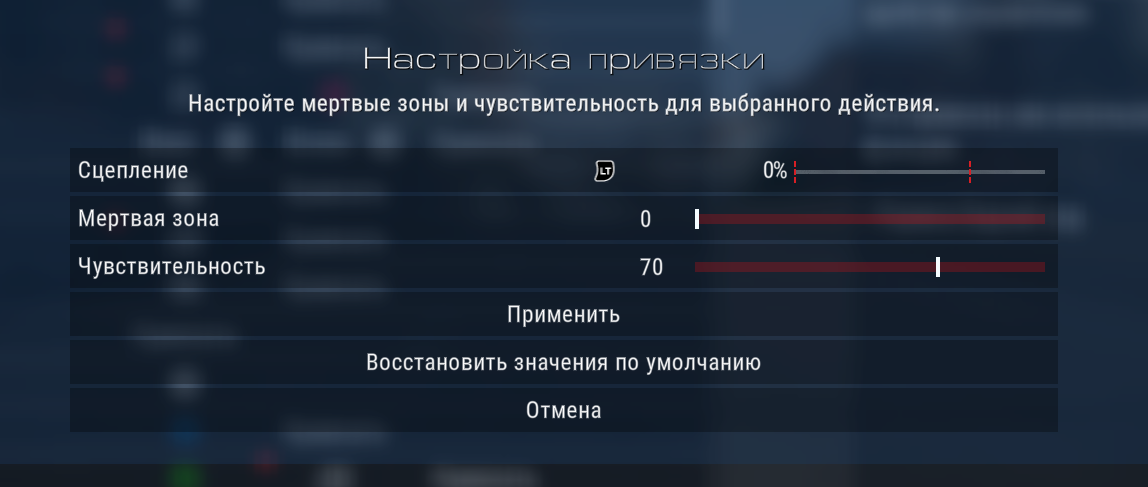 Настройка привязки
Настройте мертвые зоны и чувствительность для выбранного действия.
Сцепление LT 0%
Мертвая зона 0
Чувствительность 70
Применить
Восстановить значения по умолчанию
Отмена